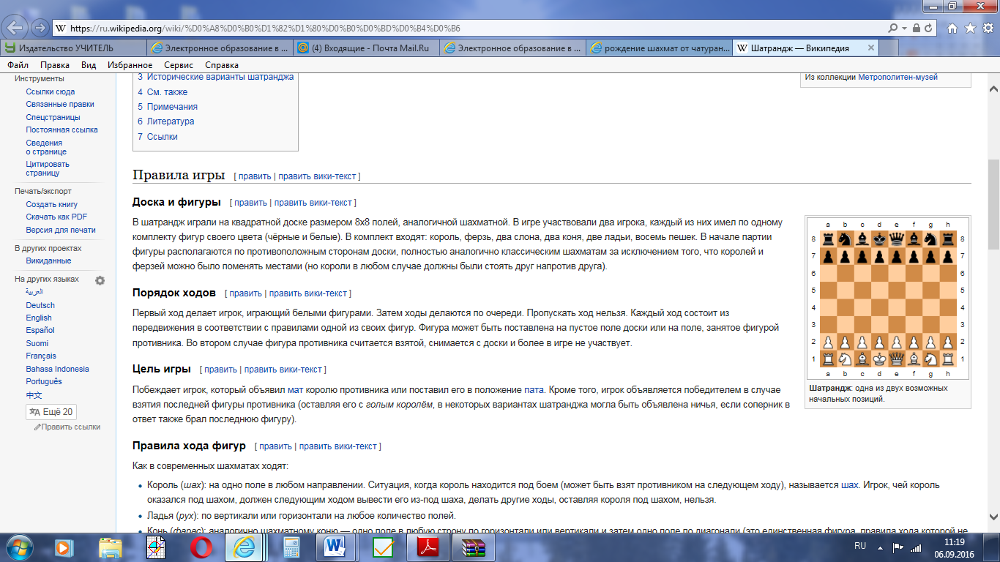 https://ru.wikipedia.org/wiki/%D0%A8%D0%B0%D1%82%D1%80%D0%B0%D0%BD%D0%B4%D0%B6
Издательство УЧИТЕЛЬ
Электронное образование в ...
(4) Входящие - Почта Mail.Ru
Электронное образование в ...
рождение шахмат от чатуран...
Шатрандж — Википедия
Файл Правка Вид Избранное Сервис Справка
Инструменты
Ссылки сюда
Связанные правки
Спецстраницы
Постоянная ссылка
Сведения
о странице
Цитировать
страницу
Печать/экспорт
Создать книгу
Скачать как PDF
Версия для печати
В других проектах
Викиданные
На других языках
العربية
Deutsch
English
Español
Suomi
Français
Bahasa Indonesia
Português
中文
Ещё 20
Править ссылки
3 Исторические варианты шатранджа
4 См. также
5 Примечания
6 Литература
7 Ссылки
Из коллекции Метрополитен-музей
Правила игры [ править | править вики-текст ]
Доска и фигуры [ править | править вики-текст ]
В шатрандж играли на квадратной доске размером 8x8 полей, аналогичной шахматной. В игре участвовали два игрока, каждый из них имел по одному
комплекту фигур своего цвета (чёрные и белые). В комплект входят: король, ферзь, два слона, два коня, две ладьи, восемь пешек. В начале партии
фигуры располагаются по противоположным сторонам доски, полностью аналогично классическим шахматам за исключением того, что королей и
ферзей можно было поменять местами (но короли в любом случае должны были стоять друг напротив друга).
Порядок ходов [ править | править вики-текст ]
Первый ход делает игрок, играющий белыми фигурами. Затем ходы делаются по очереди. Пропускать ход нельзя. Каждый ход состоит из
передвижения в соответствии с правилами одной из своих фигур. Фигура может быть поставлена на пустое поле доски или на поле, занятое фигурой
противника. Во втором случае фигура противника считается взятой, снимается с доски и более в игре не участвует.
Цель игры [ править | править вики-текст ]
Побеждает игрок, который объявил мат королю противника или поставил его в положение пата. Кроме того, игрок объявляется победителем в случае
взятия последней фигуры противника (оставляя его с голым королём, в некоторых вариантах шатранджа могла быть объявлена ничья, если соперник в
ответ также брал последнюю фигуру).
Правила хода фигур [ править | править вики-текст ]
Как в современных шахматах ходят:
Король (шах): на одно поле в любом направлении. Ситуация, когда король находится под боем (может быть взят противником на следующем ходу), называется шах. Игрок, чей король
оказался под шахом, должен следующим ходом вывести его из-под шаха, делать другие ходы, оставляя короля под шахом, нельзя.
Ладья (рух): по вертикали или горизонтали на любое количество полей.
Конь (фарас): аналогично шахматному коню — одно поле в любую сторону по горизонтали или вертикали и затем одно поле по диагонали (это единственная фигура, правила хода которой не
a b c d e f g h
8 8
7 7
6 6
5 5
4 4
3 3
2 2
1 1
a b c d e f g h
Шатрандж: одна из двух возможных
начальных позиций.
RU
11:19
06.09.2016